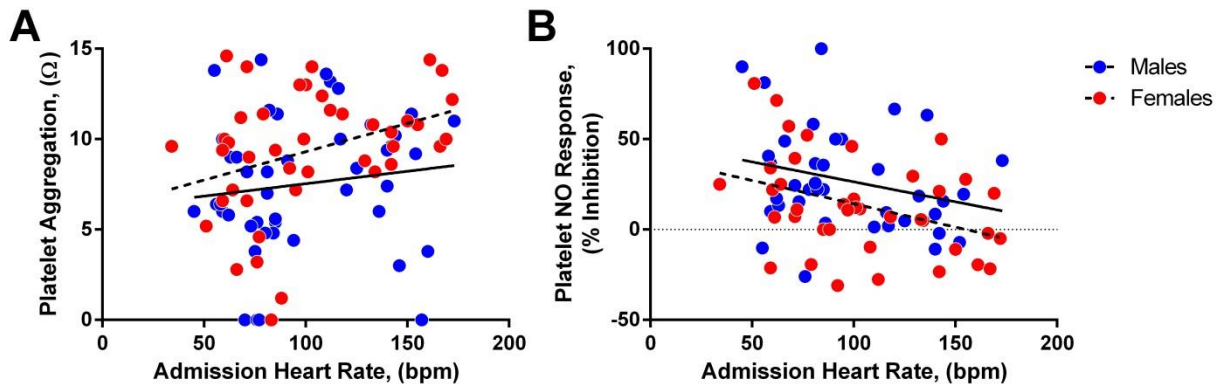 A
Platelet Aggregation, (Ω)
15
10
5
0
0
50
100
150
200
Admission Heart Rate, (bpm)
B
Platelet NO Response,
(% Inhibition)
100
50
0
-50
0
50
100
150
200
Admission Heart Rate, (bpm)
Males
Females